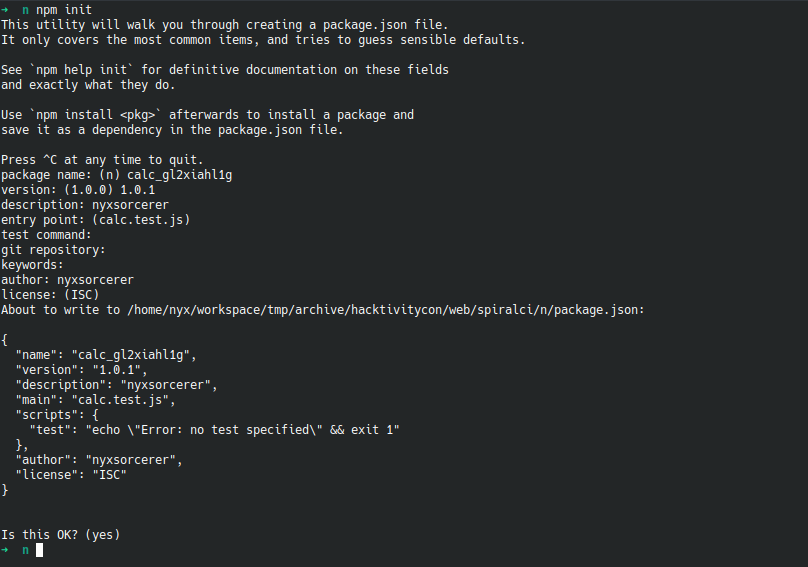 → n npm init
This utility will walk you through creating a package.json file.
It only covers the most common items, and tries to guess sensible defaults.
See `npm help init` for definitive documentation on these fields
and exactly what they do.
Use `npm install <pkg>` afterwards to install a package and
save it as a dependency in the package.json file.
Press ^C at any time to quit.
package name: (n) calc_gl2xiahl1g
version: (1.0.0) 1.0.1
description: nyxsorcerer
entry point: (calc.test.js)
test command:
git repository:
keywords:
author: nyxsorcerer
license: (ISC)
About to write to /home/nyx/workspace/tmp/archive/hacktivitycon/web/spiralci/n/package.json:
{
  "name": "calc_gl2xiahl1g",
  "version": "1.0.1",
  "description": "nyxsorcerer",
  "main": "calc.test.js",
  "scripts": {
    "test": "echo \"Error: no test specified\" && exit 1"
  },
  "author": "nyxsorcerer",
  "license": "ISC"
}
Is this OK? (yes)
→ n